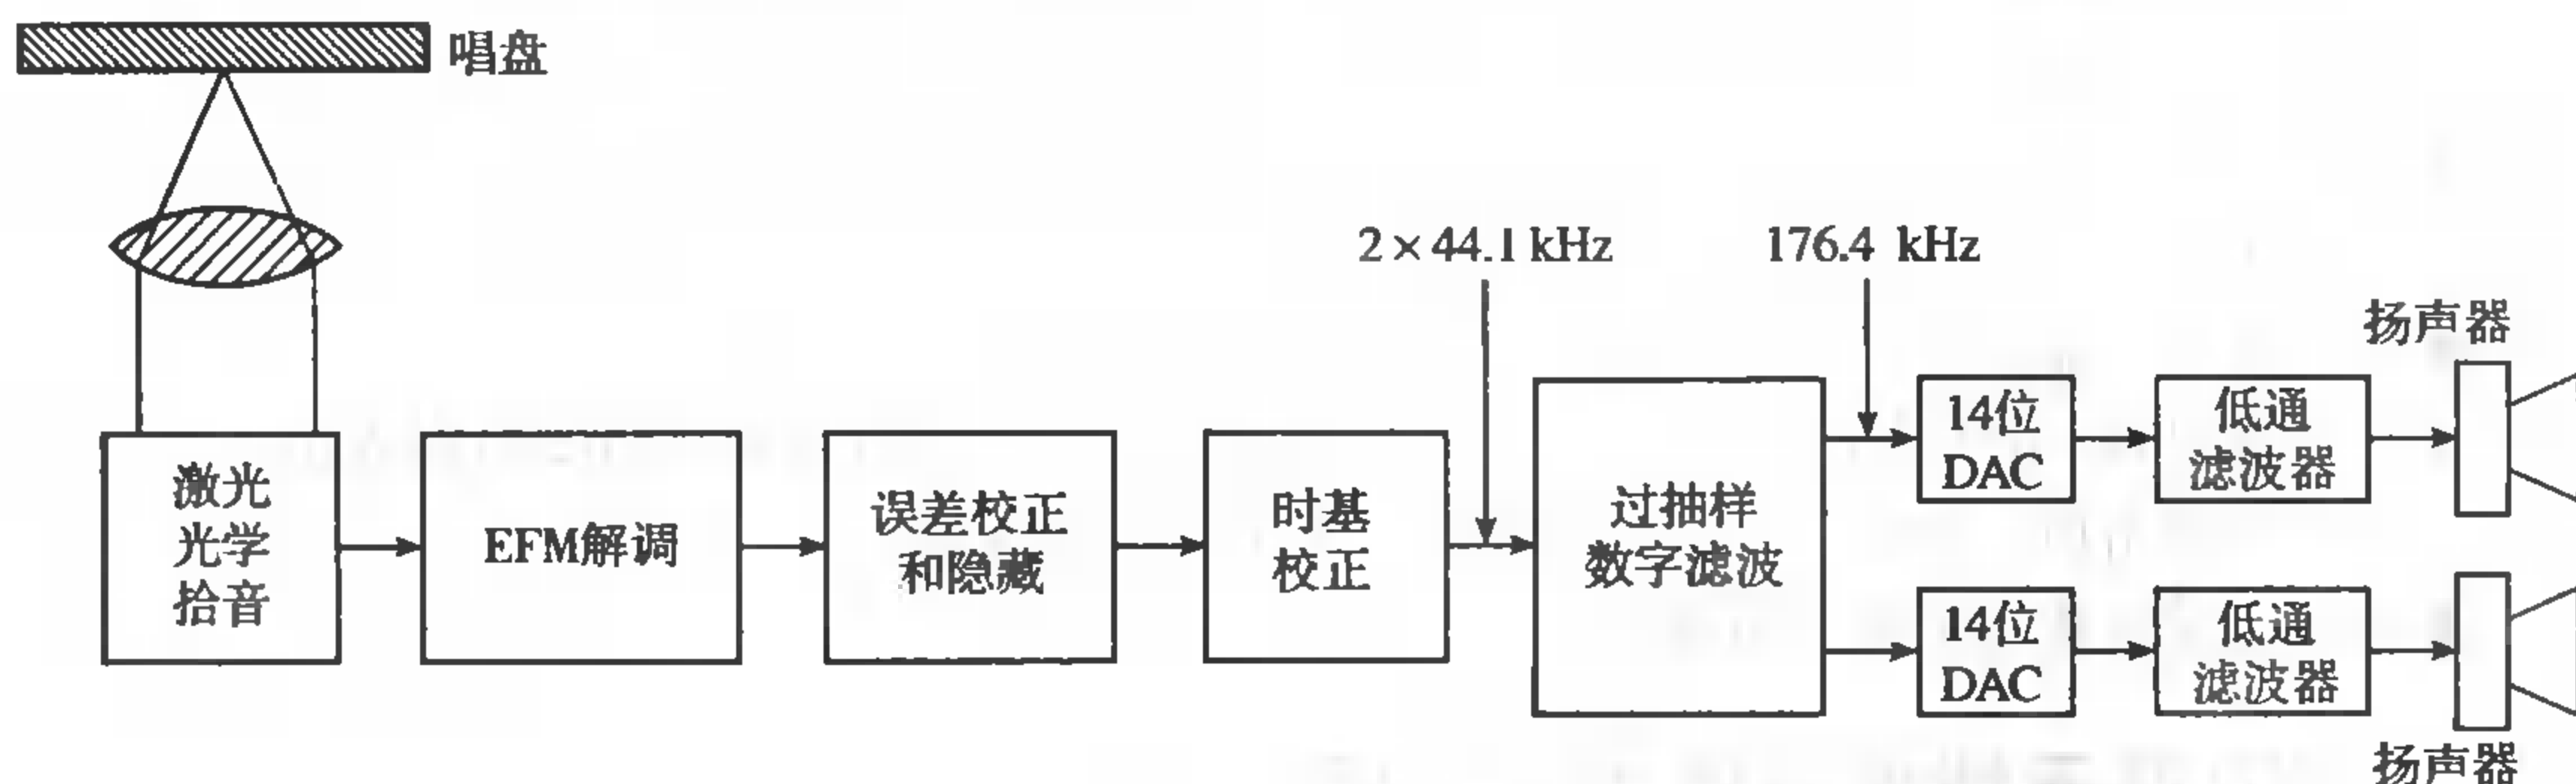 唱盘
2×44.1 kHz
176.4 kHz
扬声器
激光
光学
拾音
EFM解调
误差校正
和隐藏
时基
校正
过抽样
数字滤波
14位
DAC
低通
滤波器
14位
DAC
低通
滤波器
扬声器